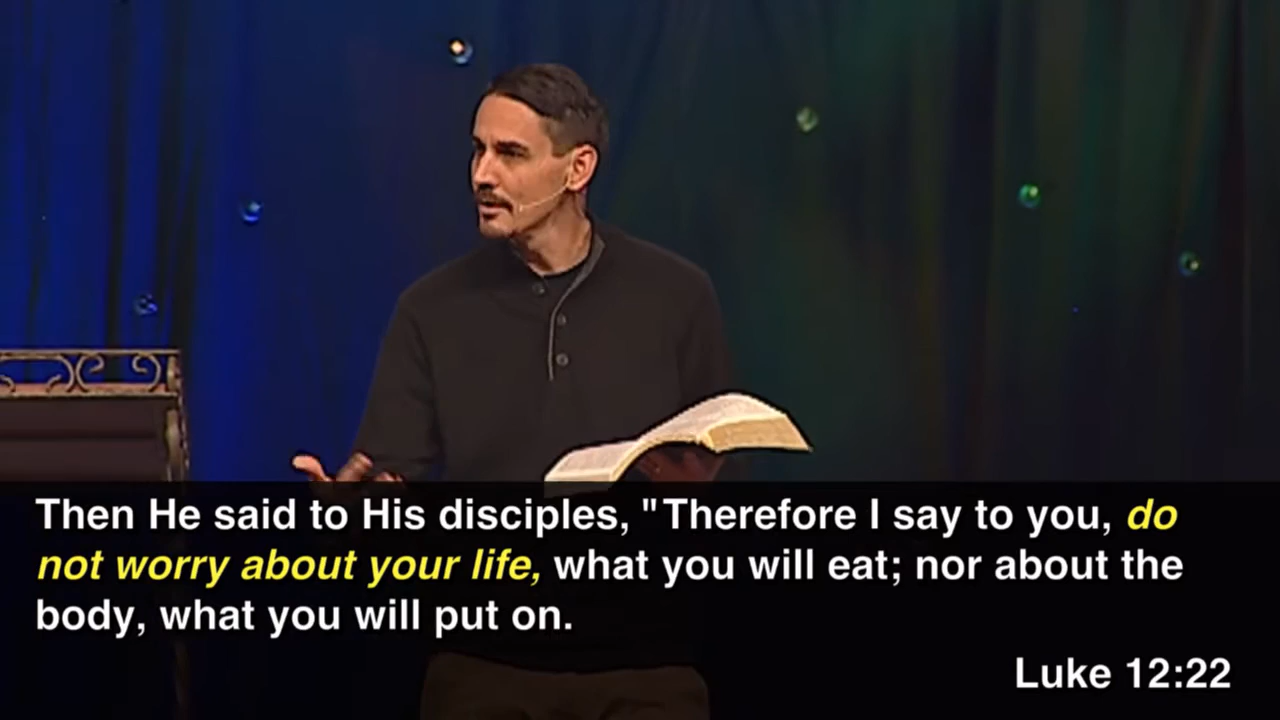 Then He said to His disciples, "Therefore I say to you, do
not worry about your life, what you will eat; nor about the
body, what you will put on.
Luke 12:22